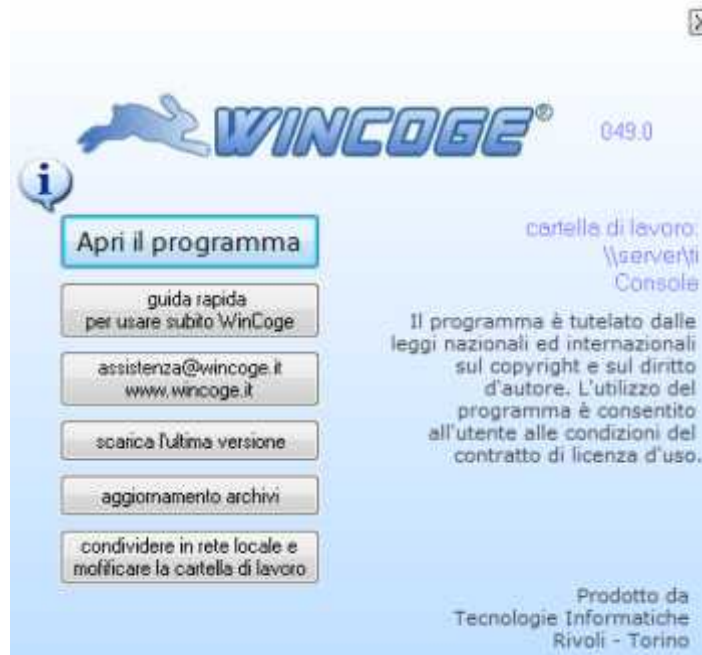 WINCOGE®
049.0
Apri il programma
guida rapida
per usare subito WinCoge
assistenza@wincoge.it
www.wincoge.it
scarica l'ultima versione
aggiornamento archivi
condividere in rete locale e
mofificare la cartella di lavoro
cartella di lavoro:
\\server\ti
Console
Il programma è tutelato dalle
leggi nazionali ed internazionali
sul copyright e sul diritto
d'autore. L'utilizzo del
programma è consentito
all'utente alle condizioni del
contratto di licenza d'uso.
Prodotto da
Tecnologie Informatiche
Rivoli - Torino